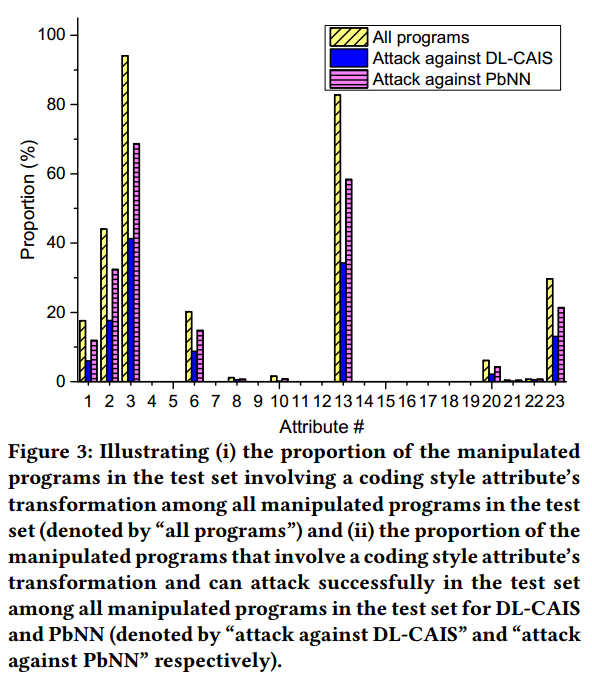 100
80
60
40
20
0
Proportion (%)
All programs
Attack against DL-CAIS
Attack against PbNN
1 2 3 4 5 6 7 8 9 10 11 12 13 14 15 16 17 18 19 20 21 22 23
Attribute #
Figure 3: Illustrating (i) the proportion of the manipulated
programs in the test set involving a coding style attribute’s
transformation among all manipulated programs in the test
set (denoted by “all programs”) and (ii) the proportion of the
manipulated programs that involve a coding style attribute’s
transformation and can attack successfully in the test set
among all manipulated programs in the test set for DL-CAIS
and PbNN (denoted by “attack against DL-CAIS” and “attack
against PbNN” respectively).